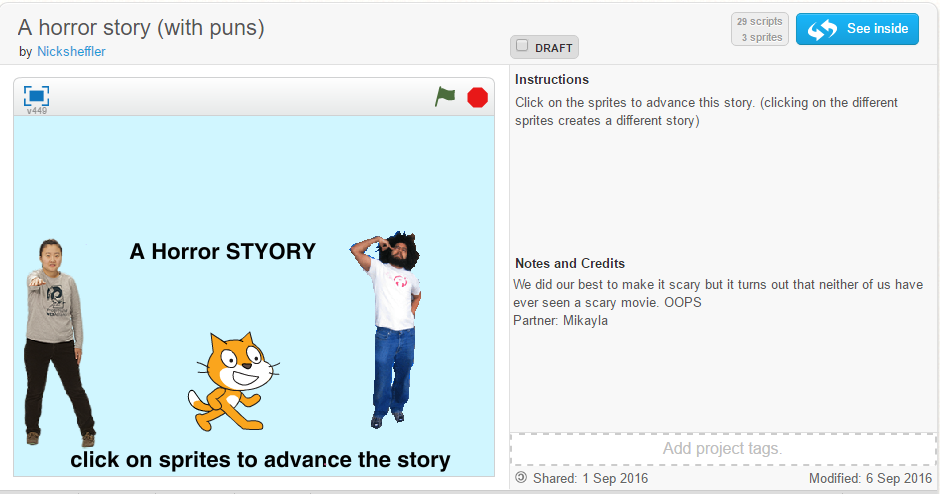 A horror story (with puns)
by Nicksheffler
DRAFT
29 scripts
3 sprites
See inside
v449
A Horror STYORY
click on sprites to advance the story
Instructions
Click on the sprites to advance this story. (clicking on the different
sprites creates a different story)
Notes and Credits
We did our best to make it scary but it turns out that neither of us have
ever seen a scary movie. OOPS
Partner: Mikayla
Add project tags.
Shared: 1 Sep 2016
Modified: 6 Sep 2016